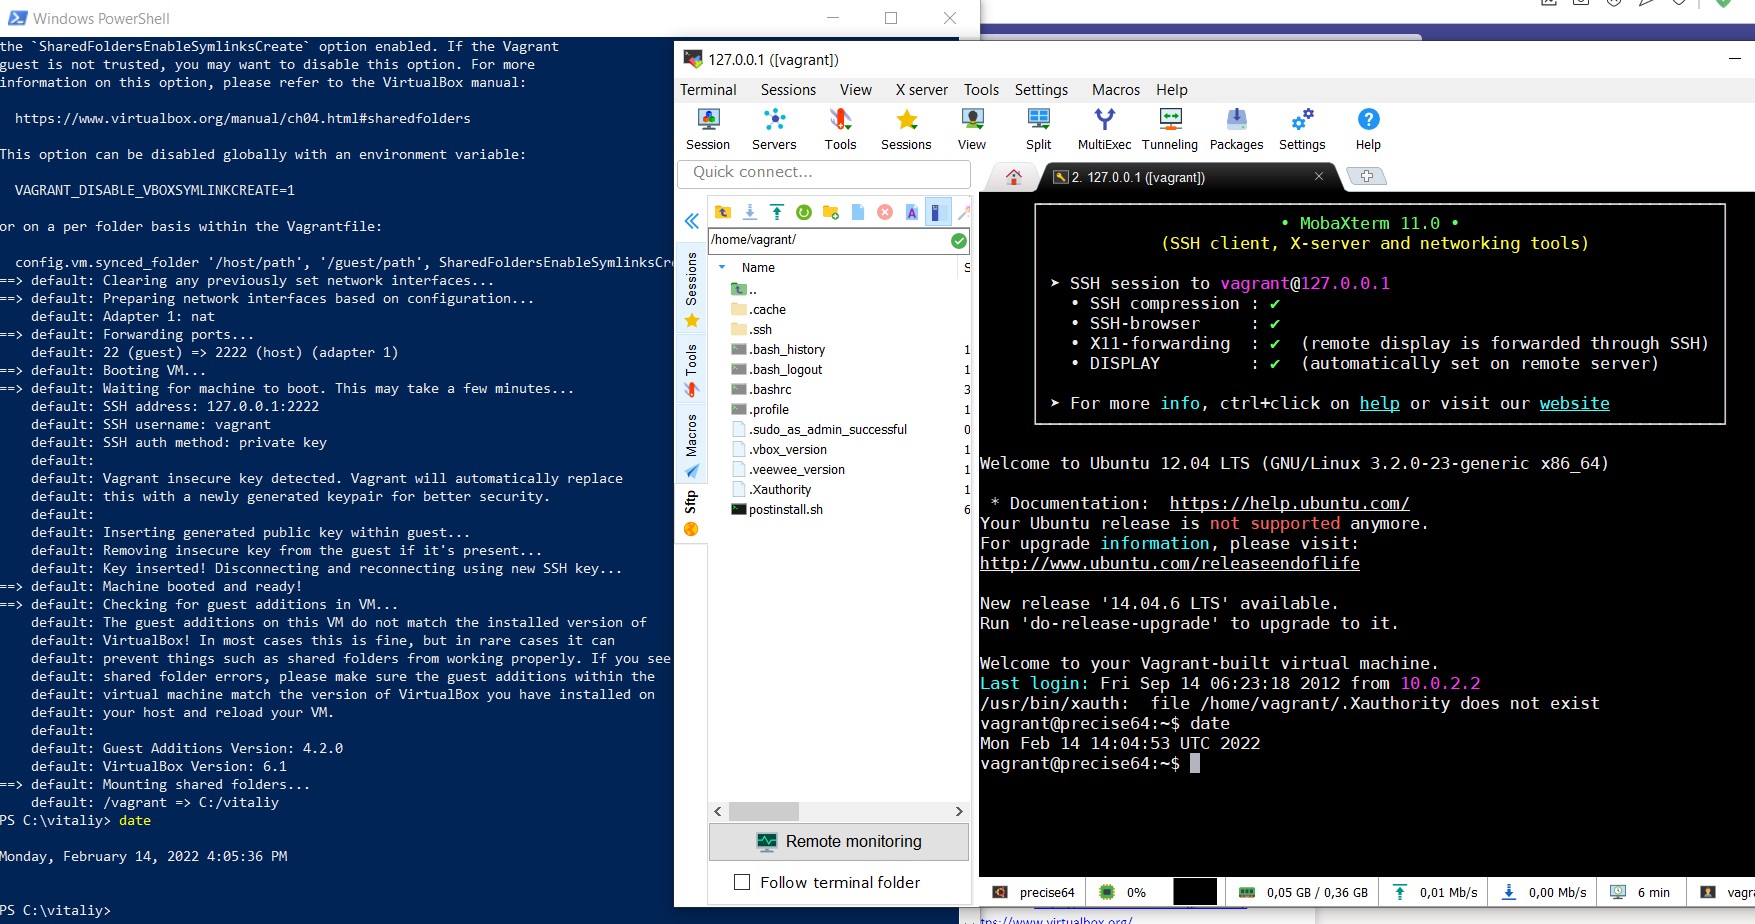 Windows PowerShell
the `SharedFoldersEnableSymlinksCreate` option enabled. If the Vagrant
guest is not trusted, you may want to disable this option. For more
information on this option, please refer to the VirtualBox manual:
https://www.virtualbox.org/manual/ch04.html#sharedfolders
This option can be disabled globally with an environment variable:
VAGRANT_DISABLE_VBOXSYMLINKCREATE=1
or on a per folder basis within the Vagrantfile:
config.vm.synced_folder '/host/path', '/guest/path', SharedFoldersEnableSymlinksCr
==> default: Clearing any previously set network interfaces...
==> default: Preparing network interfaces based on configuration...
default: Adapter 1: nat
==> default: Forwarding ports...
default: 22 (guest) => 2222 (host) (adapter 1)
==> default: Booting VM...
==> default: Waiting for machine to boot. This may take a few minutes...
default: SSH address: 127.0.0.1:2222
default: SSH username: vagrant
default: SSH auth method: private key
default:
default: Vagrant insecure key detected. Vagrant will automatically replace
default: this with a newly generated keypair for better security.
default:
default: Inserting generated public key within guest...
default: Removing insecure key from the guest if it's present...
default: Key inserted! Disconnecting and reconnecting using new SSH key...
==> default: Machine booted and ready!
==> default: Checking for guest additions in VM...
default: The guest additions on this VM do not match the installed version of
default: VirtualBox! In most cases this is fine, but in rare cases it can
default: prevent things such as shared folders from working properly. If you see
default: shared folder errors, please make sure the guest additions within the
default: virtual machine match the version of VirtualBox you have installed on
default: your host and reload your VM.
default:
default: Guest Additions Version: 4.2.0
default: VirtualBox Version: 6.1
==> default: Mounting shared folders...
default: /vagrant => C:/vitaliy
PS C:\vitaliy> date
Monday, February 14, 2022 4:05:36 PM
PS C:\vitaliy>
127.0.0.1 ([vagrant])
Terminal Sessions View X server Tools Settings Macros Help
Session Servers Tools Sessions View Split MultiExec Tunneling Packages Settings Help
Quick connect...
2. 127.0.0.1 ([vagrant])
Sessions
Tools
Macros
Sftp
/home/vagrant/
Name S
..
.cache
.ssh
.bash_history 1
.bash_logout 1
.bashrc 3
.profile 1
.sudo_as_admin_successful 0
.vbox_version 1
.veewee_version 1
.Xauthority 1
postinstall.sh 6
Remote monitoring
Follow terminal folder
• MobaXterm 11.0 •
(SSH client, X-server and networking tools)
➤ SSH session to vagrant@127.0.0.1
• SSH compression : ✔
• SSH-browser : ✔
• X11-forwarding : ✔ (remote display is forwarded through SSH)
• DISPLAY : ✔ (automatically set on remote server)
➤ For more info, ctrl+click on help or visit our website
Welcome to Ubuntu 12.04 LTS (GNU/Linux 3.2.0-23-generic x86_64)
* Documentation: https://help.ubuntu.com/
Your Ubuntu release is not supported anymore.
For upgrade information, please visit:
http://www.ubuntu.com/releaseendoflife
New release '14.04.6 LTS' available.
Run 'do-release-upgrade' to upgrade to it.
Welcome to your Vagrant-built virtual machine.
Last login: Fri Sep 14 06:23:18 2012 from 10.0.2.2
/usr/bin/xauth: file /home/vagrant/.Xauthority does not exist
vagrant@precise64:~$ date
Mon Feb 14 14:04:53 UTC 2022
vagrant@precise64:~$
precise64 0% 0,05 GB / 0,36 GB 0,01 Mb/s 0,00 Mb/s 6 min vagr